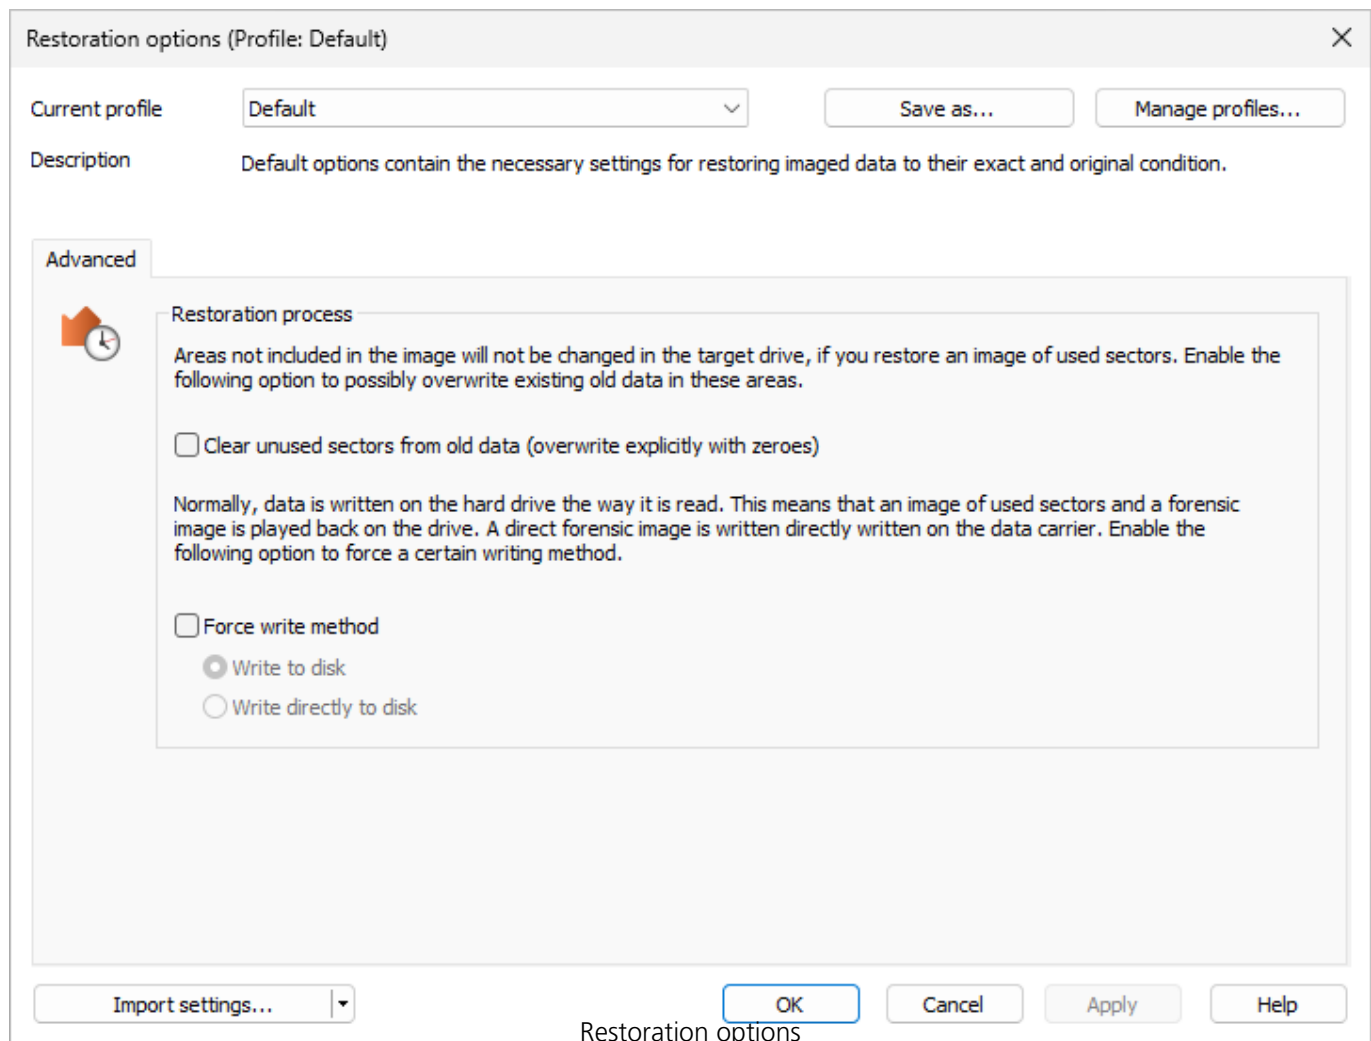 Restoration options (Profile: Default)
Current profile
Default
Save as...
Manage profiles...
Description
Default options contain the necessary settings for restoring imaged data to their exact and original condition.
Advanced
Restoration process
Areas not included in the image will not be changed in the target drive, if you restore an image of used sectors. Enable the
following option to possibly overwrite existing old data in these areas.
Clear unused sectors from old data (overwrite explicitly with zeroes)
Normally, data is written on the hard drive the way it is read. This means that an image of used sectors and a forensic
image is played back on the drive. A direct forensic image is written directly written on the data carrier. Enable the
following option to force a certain writing method.
Force write method
Write to disk
Write directly to disk
Import settings...
OK
Cancel
Apply
Help
Restoration options